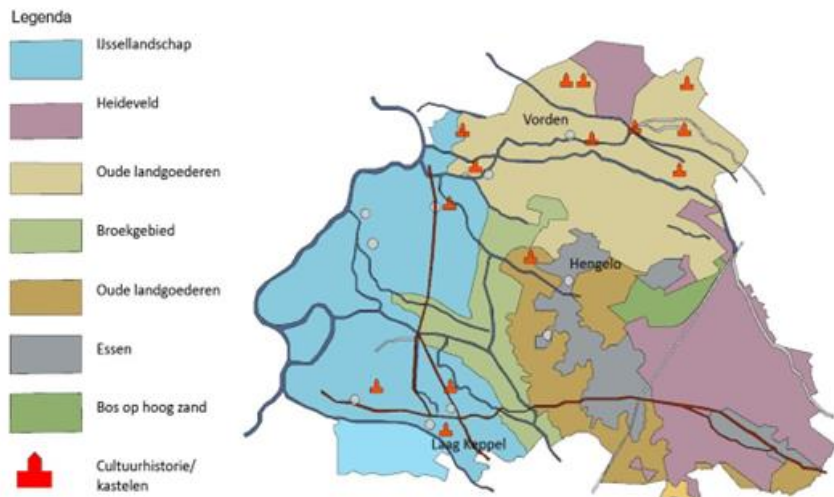 Legenda
IJssellandschap
Heideveld
Oude landgoederen
Broekgebied
Oude landgoederen
Essen
Bos op hoog zand
Cultuurhistorie/
kastelen
Vorden
Hengelo
Laag Keppel